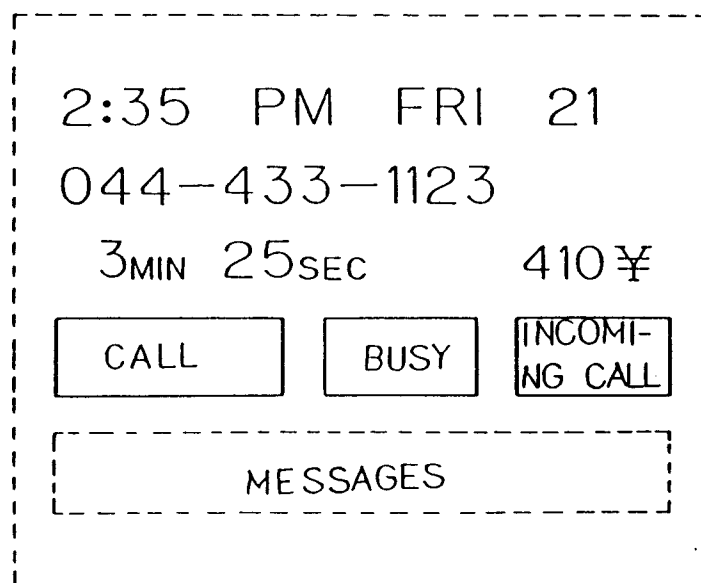 2:35 PM FRI 21
044-433-1123
3MIN 25SEC 410¥
CALL BUSY INCOMI-
NG CALL
MESSAGES